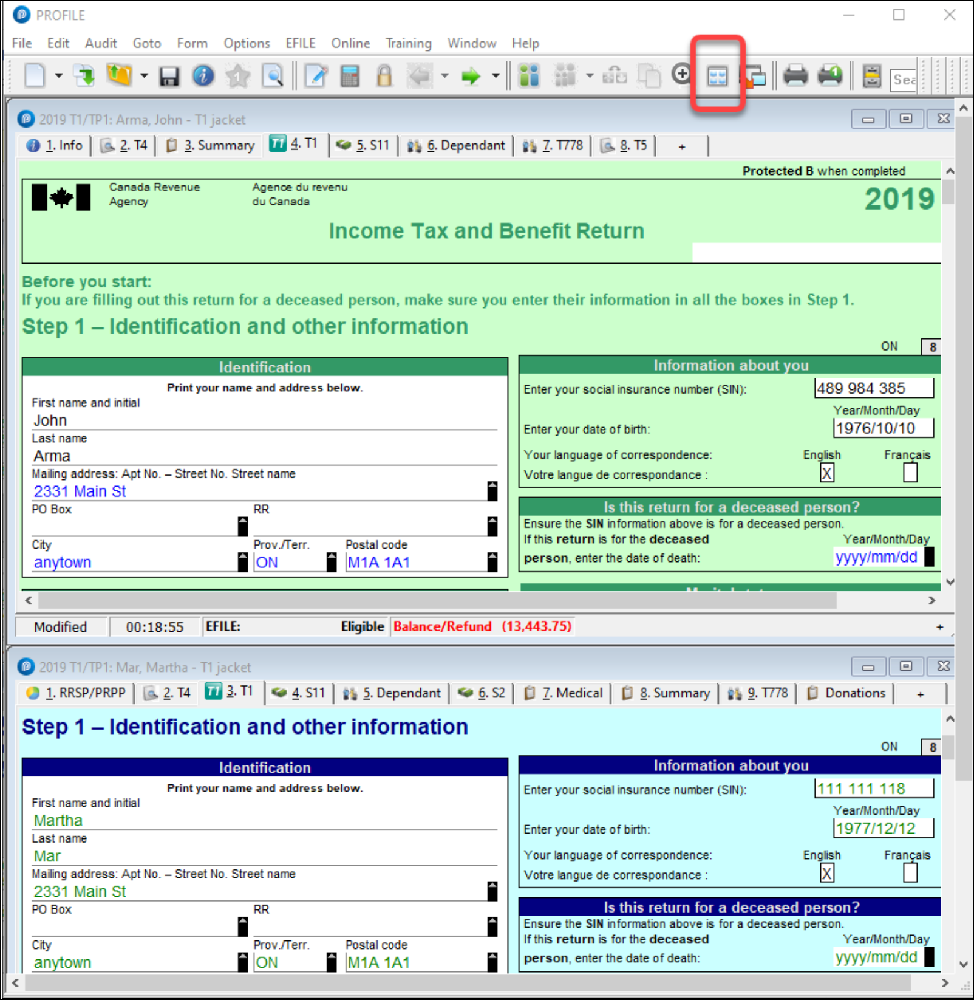 PROFILE
File Edit Audit Goto Form Options EFILE Online Training Window Help
1 i 1 Sea
2019 T1/TP1: Arma, John - T1 jacket
1. Info 2. T4 3. Summary T1 4. T1 5. S11 6. Dependant 7. T778 8. T5 +
Protected B when completed
Canada Revenue Agence du revenu 2019
Agency du Canada
Income Tax and Benefit Return
Before you start:
If you are filling out this return for a deceased person, make sure you enter their information in all the boxes in Step 1.
Step 1 – Identification and other information
ON 8
Identification Information about you
Print your name and address below. Enter your social insurance number (SIN): 489 984 385
First name and initial Year/Month/Day
John Enter your date of birth: 1976/10/10
Last name
Arma Your language of correspondence: English Français
Mailing address: Apt No. – Street No. Street name Votre langue de correspondance : X
2331 Main St
PO Box RR Is this return for a deceased person?
Ensure the SIN information above is for a deceased person.
City Prov./Terr. Postal code If this return is for the deceased Year/Month/Day
anytown ON M1A 1A1 person, enter the date of death: yyyy/mm/dd
Modified 00:18:55 EFILE: Eligible Balance/Refund (13,443.75) +
2019 T1/TP1: Mar, Martha - T1 jacket
1. RRSP/PRPP 2. T4 T1 3. T1 4. S11 5. Dependant 6. S2 7. Medical 8. Summary 9. T778 Donations +
Step 1 – Identification and other information
ON 8
Identification Information about you
Print your name and address below. Enter your social insurance number (SIN): 111 111 118
First name and initial Year/Month/Day
Martha Enter your date of birth: 1977/12/12
Last name
Mar Your language of correspondence: English Français
Mailing address: Apt No. – Street No. Street name Votre langue de correspondance : X
2331 Main St
PO Box RR Is this return for a deceased person?
Ensure the SIN information above is for a deceased person.
City Prov./Terr. Postal code If this return is for the deceased Year/Month/Day
anytown ON M1A 1A1 person, enter the date of death: yyyy/mm/dd